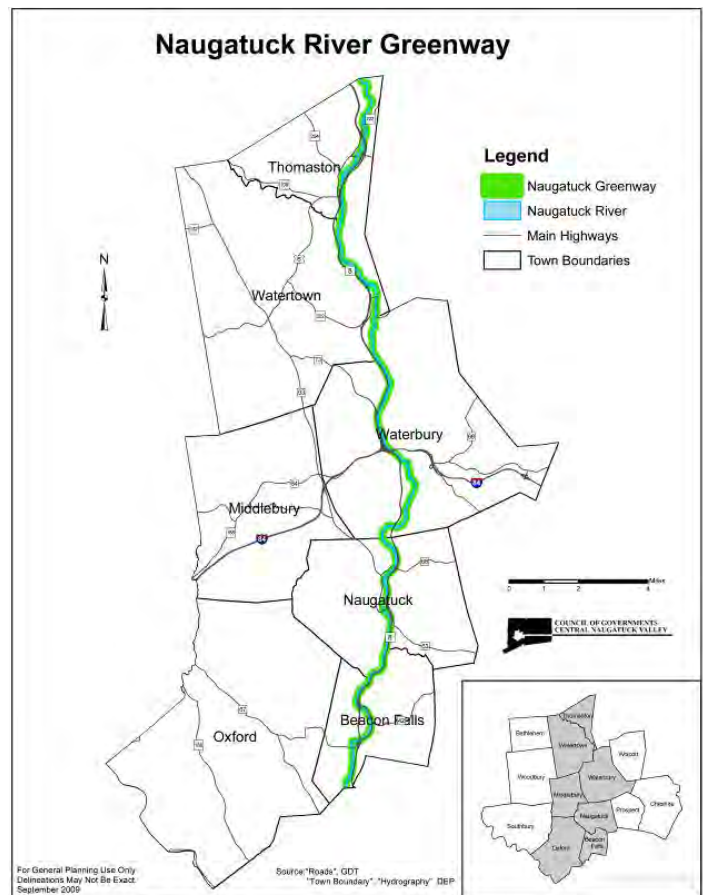 Naugatuck River Greenway
Legend
Naugatuck Greenway
Naugatuck River
Main Highways
Town Boundaries
N
Thomaston
8
Watertown
Waterbury
84
Middlebury
84
Naugatuck
8
Beacon Falls
Oxford
0 1 2 4 Miles
COUNCIL OF GOVERNMENTS
CENTRAL NAUGATUCK VALLEY
Thomaston
Bethlehem
Watertown
Wolcott
Woodbury
Waterbury
Middlebury
Cheshire
Prospect
Naugatuck
Southbury
Oxford
Beacon
Falls
For General Planning Use Only
Delineations May Not Be Exact
September 2009
Source:"Roads", GDT
"Town Boundary", "Hydrography" DEP